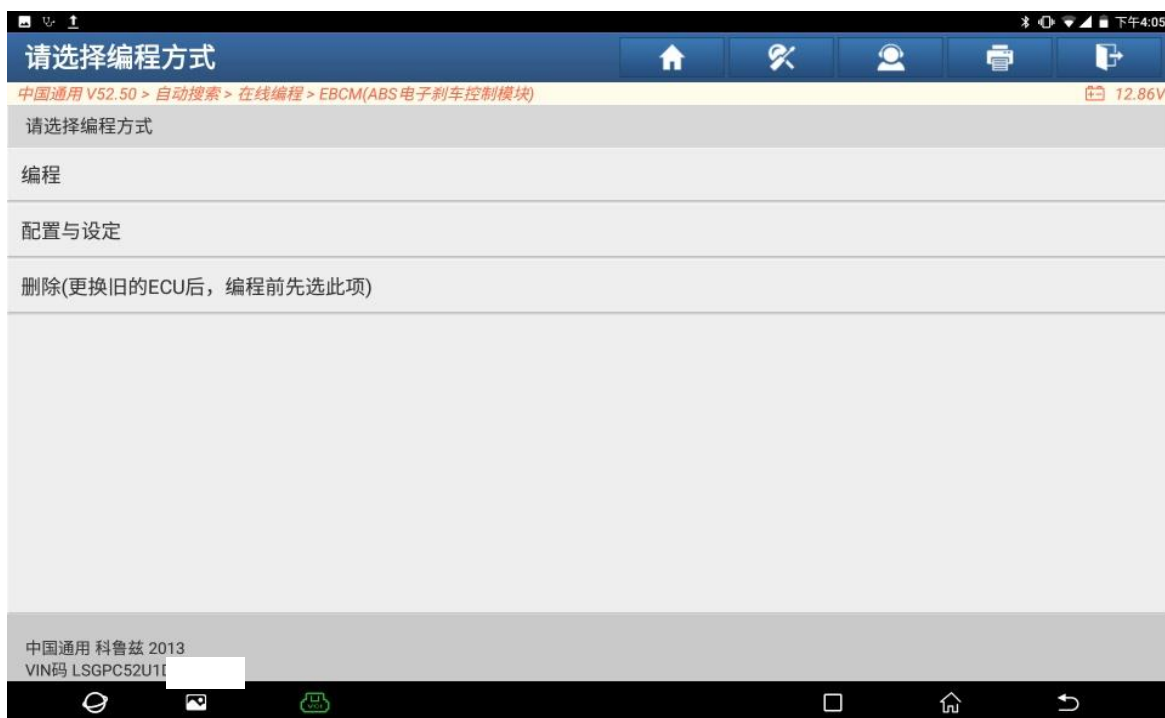 下午4:05
请选择编程方式
中国通用 V52.50 > 自动搜索 > 在线编程 > EBCM(ABS电子刹车控制模块)
12.86V
请选择编程方式
编程
配置与设定
删除(更换旧的ECU后，编程前先选此项)
中国通用 科鲁兹 2013
VIN码 LSGPC52U1D
VCI